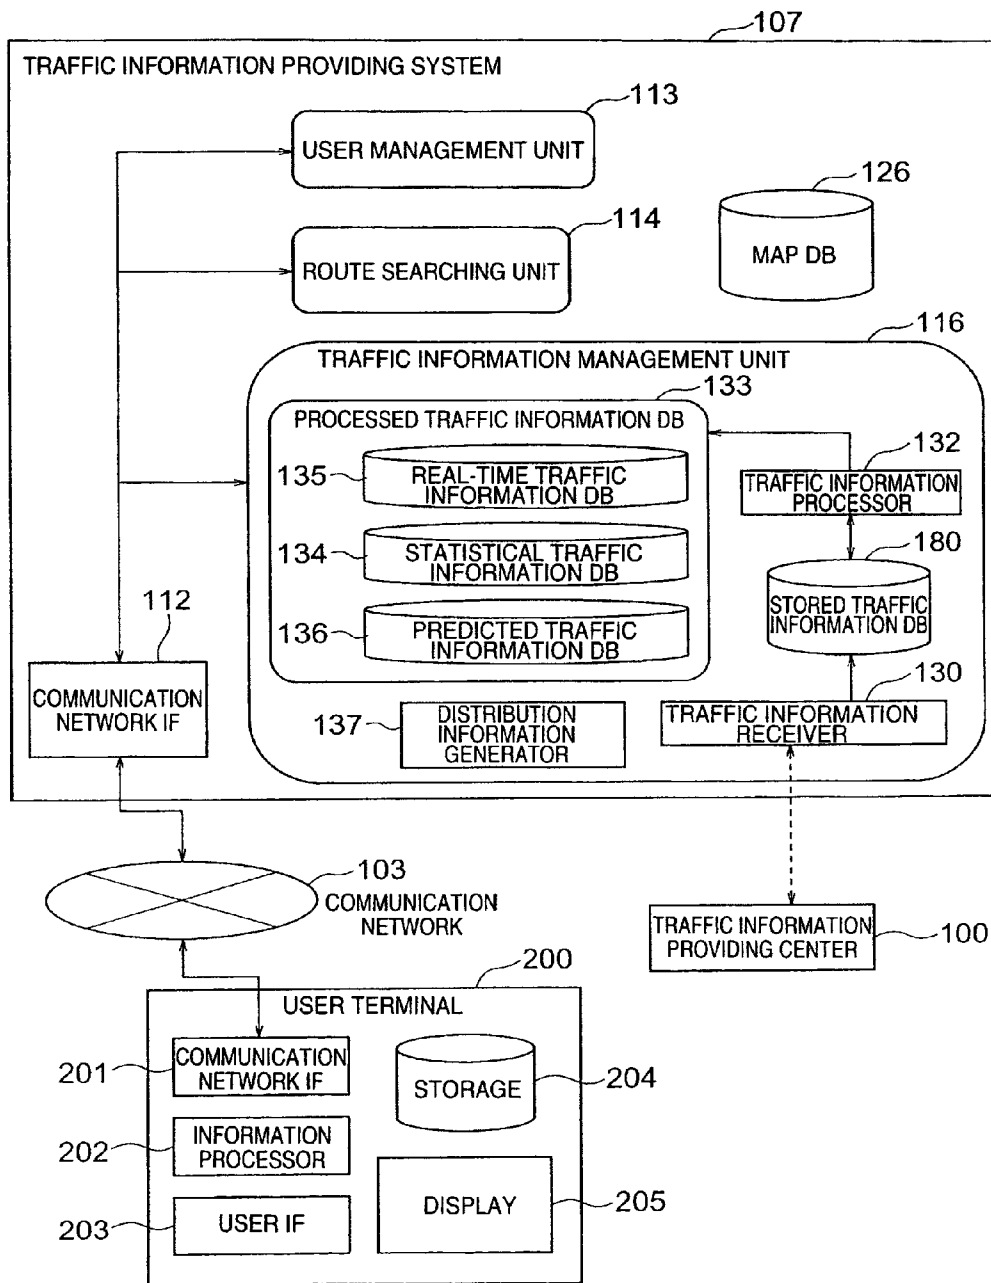 107
TRAFFIC INFORMATION PROVIDING SYSTEM
113
USER MANAGEMENT UNIT
126
MAP DB
114
ROUTE SEARCHING UNIT
116
TRAFFIC INFORMATION MANAGEMENT UNIT
133
PROCESSED TRAFFIC INFORMATION DB
135
REAL-TIME TRAFFIC
INFORMATION DB
134
STATISTICAL TRAFFIC
INFORMATION DB
136
PREDICTED TRAFFIC
INFORMATION DB
132
TRAFFIC INFORMATION
PROCESSOR
180
STORED TRAFFIC
INFORMATION DB
130
TRAFFIC INFORMATION
RECEIVER
137
DISTRIBUTION
INFORMATION
GENERATOR
112
COMMUNICATION
NETWORK IF
103
COMMUNICATION
NETWORK
TRAFFIC INFORMATION
PROVIDING CENTER
100
200
USER TERMINAL
201
COMMUNICATION
NETWORK IF
STORAGE
204
202
INFORMATION
PROCESSOR
203
USER IF
DISPLAY
205